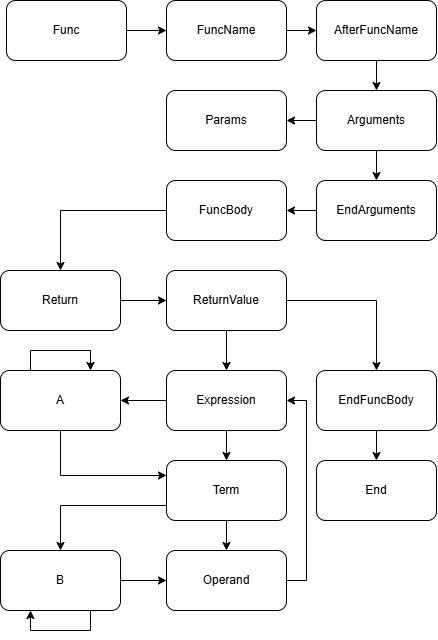 Func
FuncName
AfterFuncName
Params
Arguments
FuncBody
EndArguments
Return
ReturnValue
A
Expression
EndFuncBody
Term
End
B
Operand